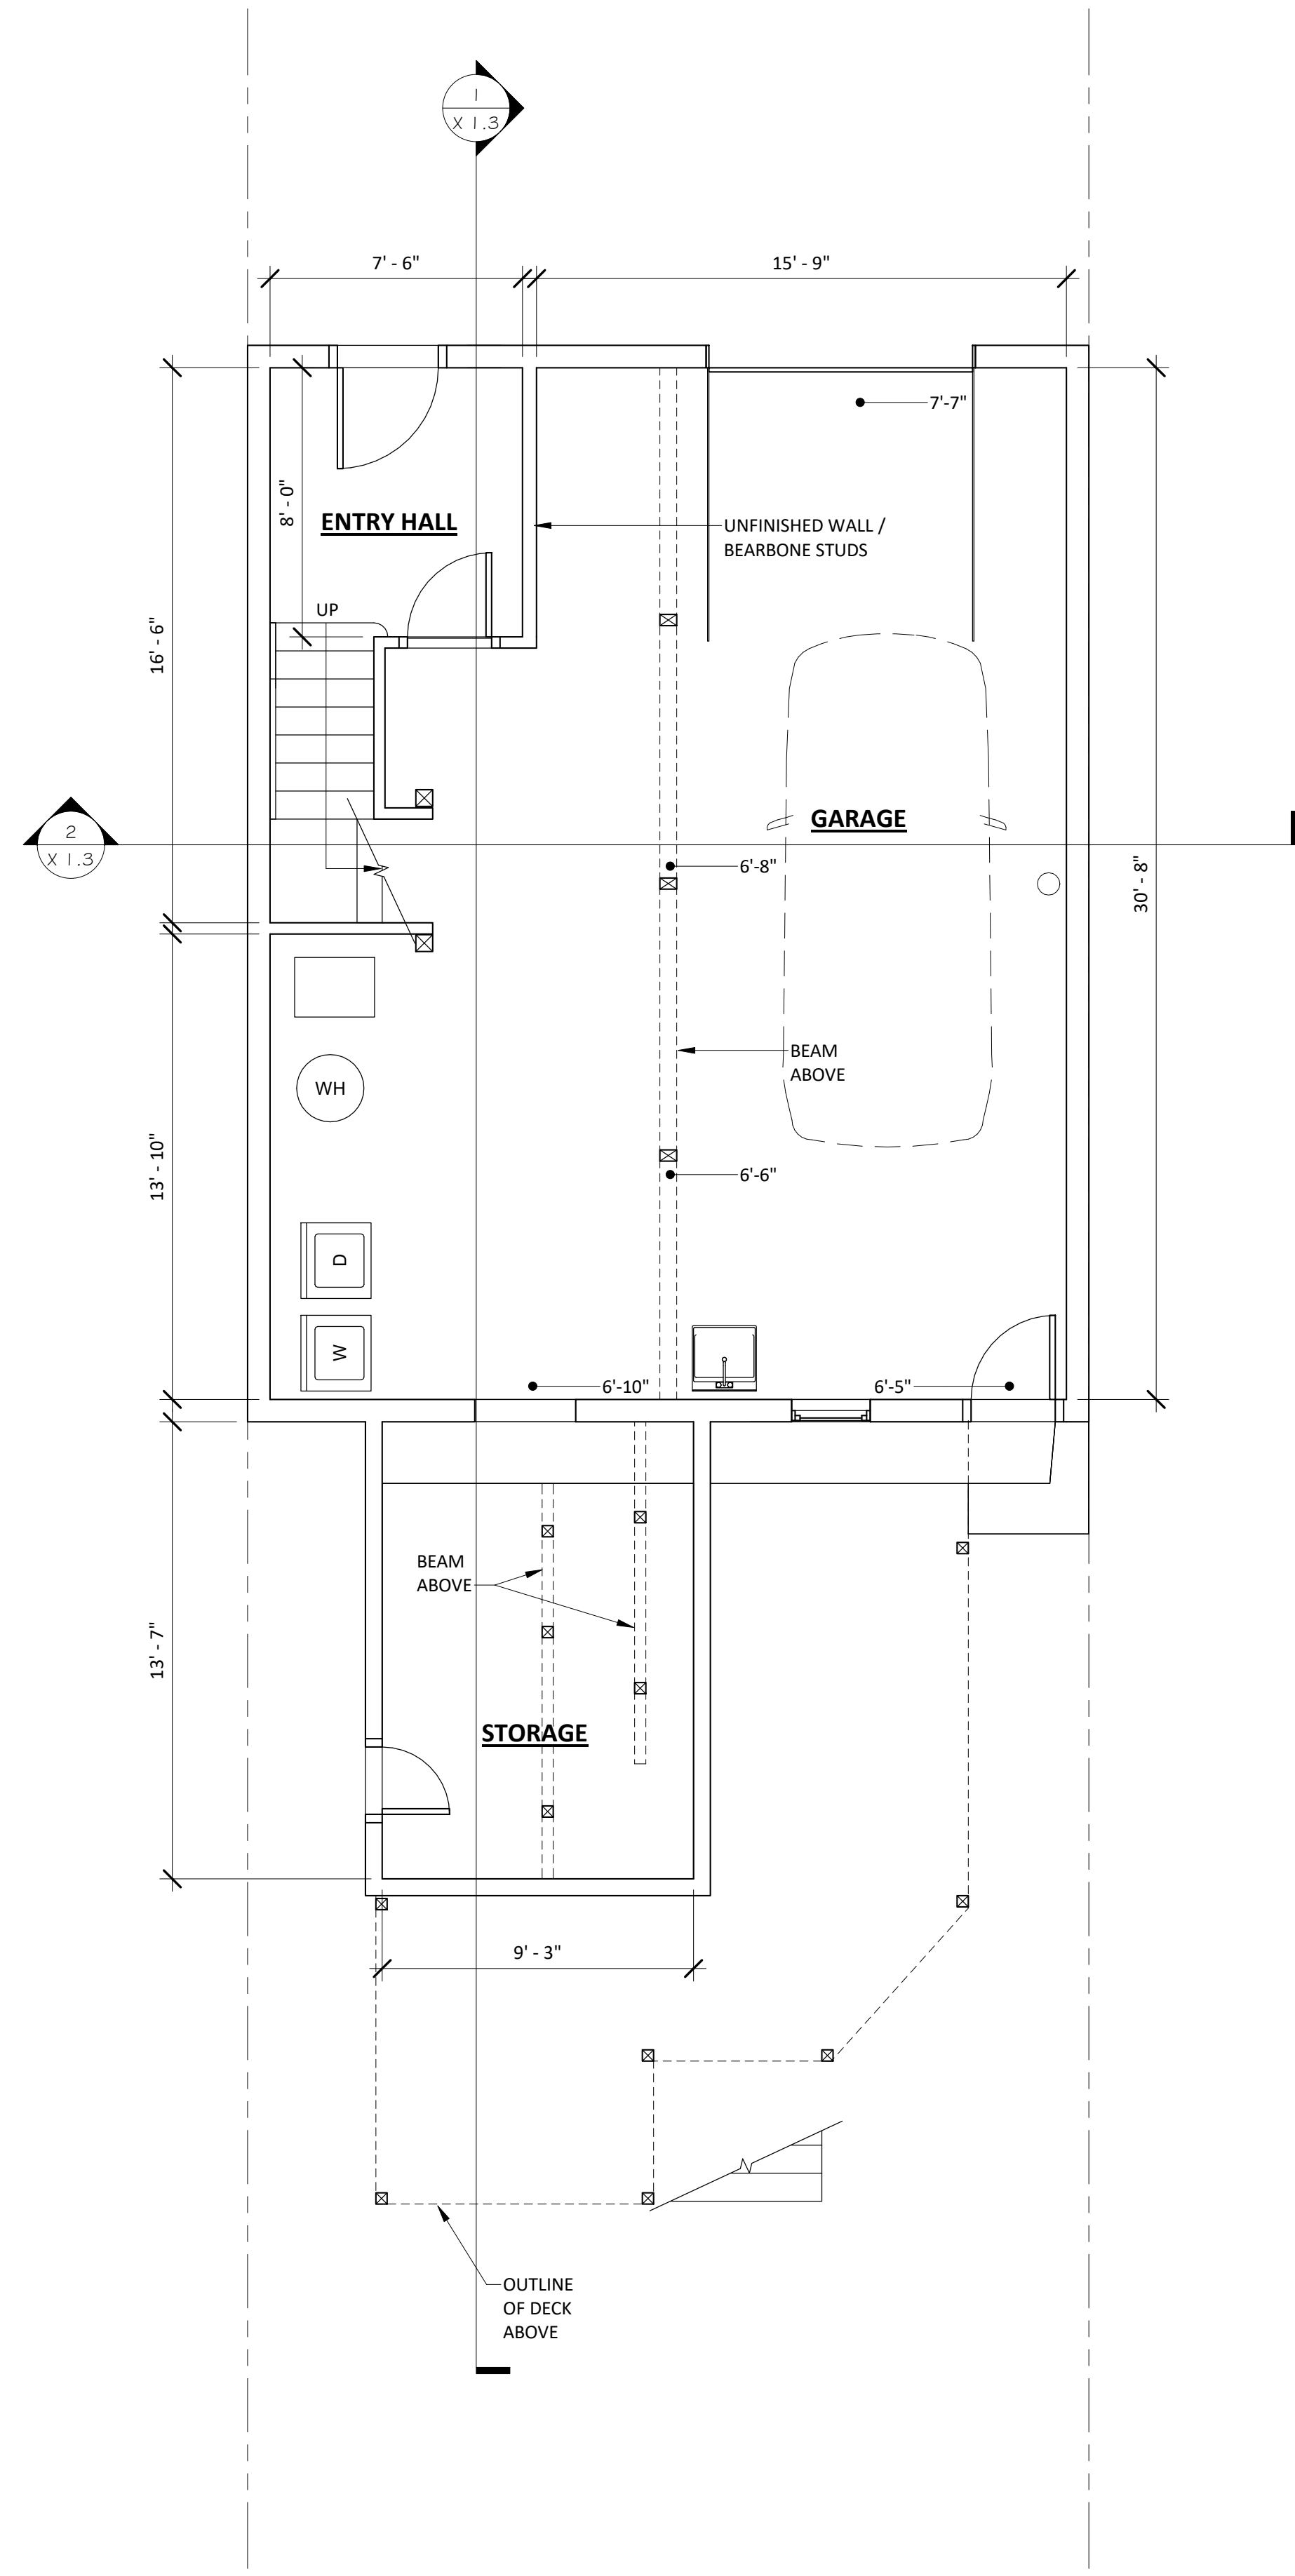 1
X 1.3
7' - 6"
15' - 9"
7'-7"
8' - 0"
ENTRY HALL
UNFINISHED WALL /
BEARBONE STUDS
UP
16' - 6"
GARAGE
2
X 1.3
6'-8"
30' - 8"
BEAM
ABOVE
WH
13' - 10"
6'-6"
D
W
6'-10"
6'-5"
BEAM
ABOVE
13' - 7"
STORAGE
9' - 3"
OUTLINE
OF DECK
ABOVE